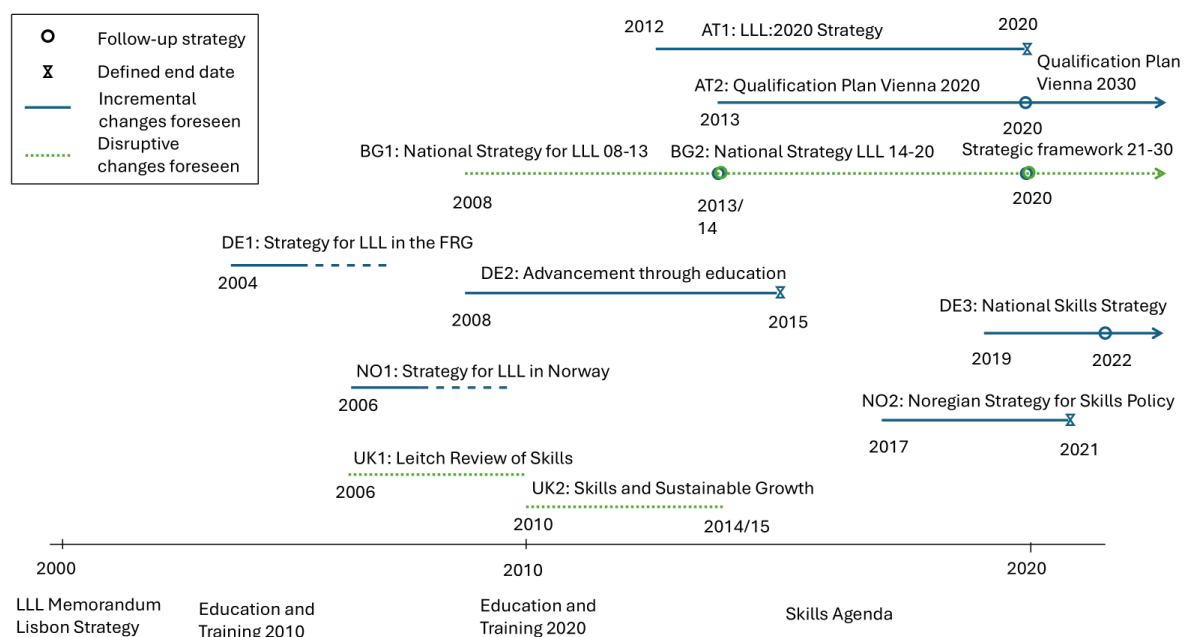 Follow-up strategy
Defined end date
Incremental
changes foreseen
Disruptive
changes foreseen
2012
AT1: LLL:2020 Strategy
2020
Qualification Plan
Vienna 2030
AT2: Qualification Plan Vienna 2020
2013
2020
BG1: National Strategy for LLL 08-13
BG2: National Strategy LLL 14-20
Strategic framework 21-30
2008
2013/
14
2020
DE1: Strategy for LLL in the FRG
2004
DE2: Advancement through education
2008
2015
DE3: National Skills Strategy
2019
2022
NO1: Strategy for LLL in Norway
2006
NO2: Noregian Strategy for Skills Policy
2017
2021
UK1: Leitch Review of Skills
2006
UK2: Skills and Sustainable Growth
2010
2014/15
2000
2010
2020
LLL Memorandum
Lisbon Strategy
Education and
Training 2010
Education and
Training 2020
Skills Agenda